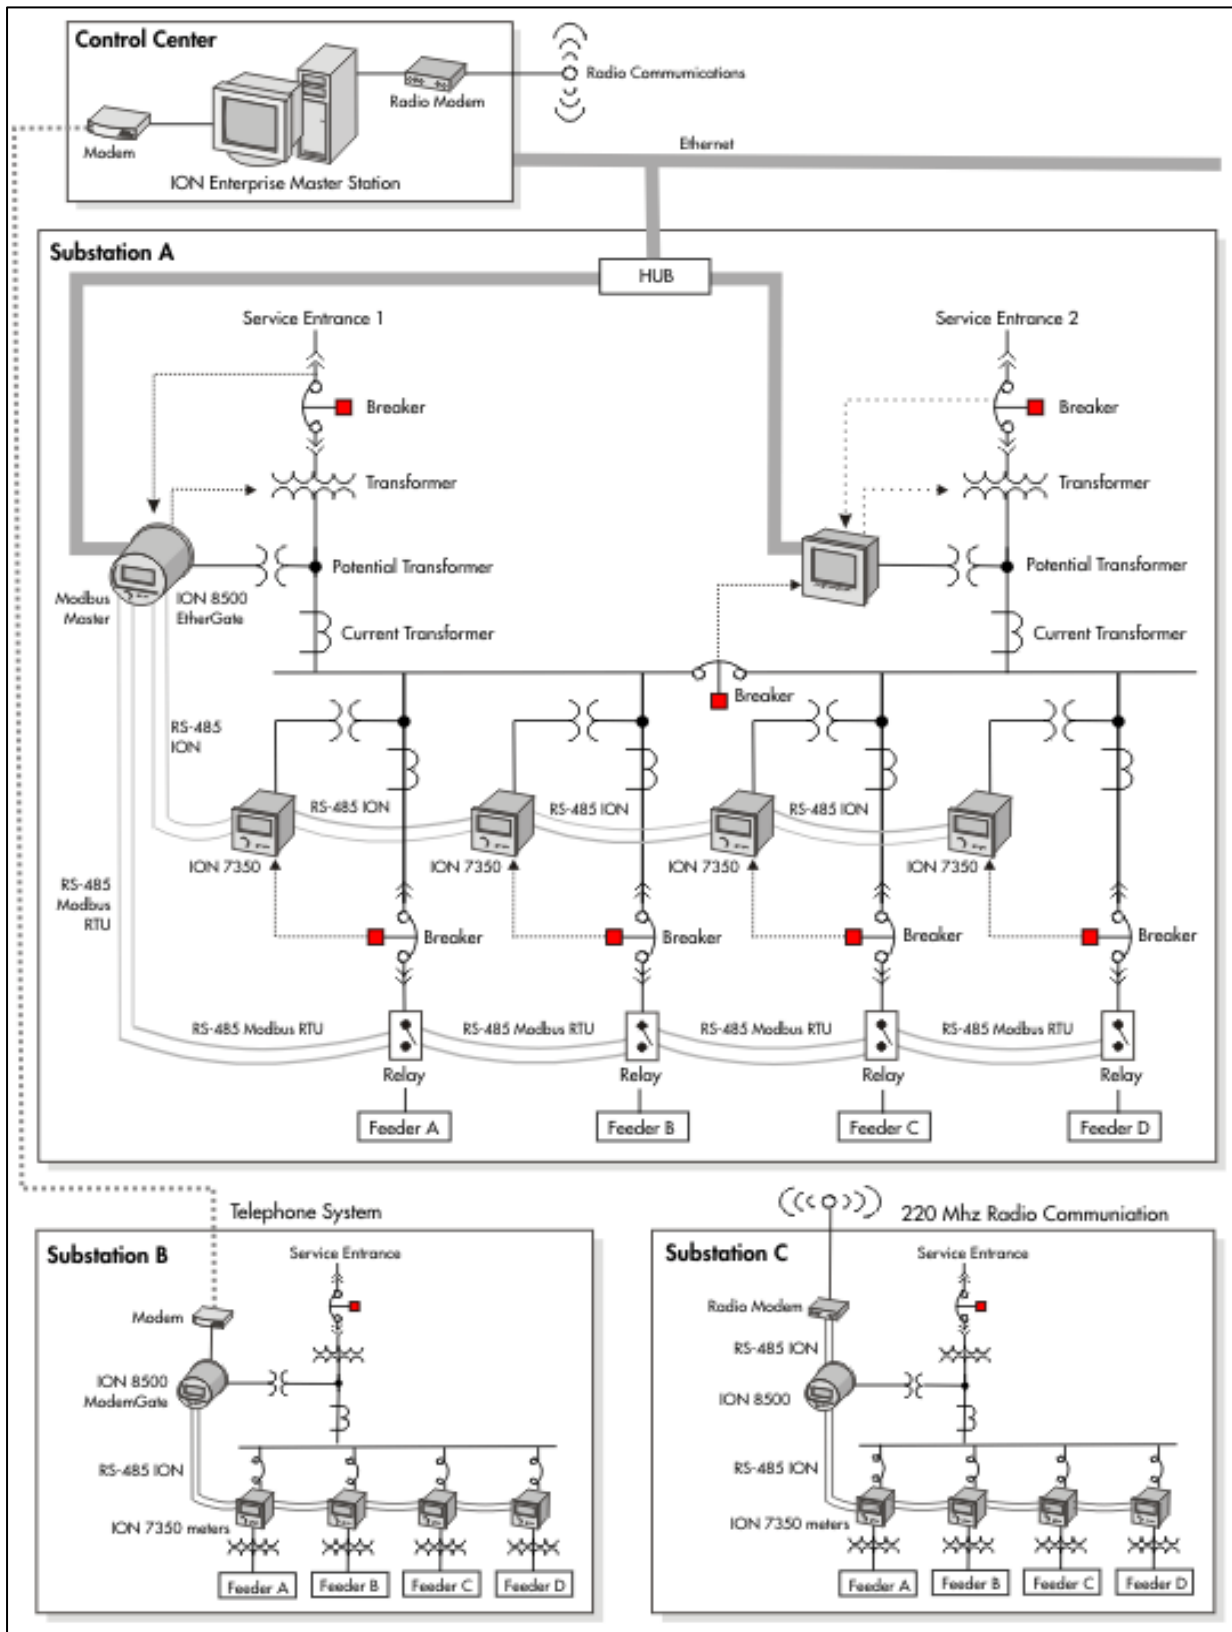 Control Center
Radio Communications
Radio Modem
Modem
ION Enterprise Master Station
Ethernet
Substation A
HUB
Service Entrance 1
Service Entrance 2
Breaker
Breaker
Transformer
Transformer
Potential Transformer
Potential Transformer
Modbus
Master
ION 8500
EtherGate
Current Transformer
Current Transformer
Breaker
RS-485
ION
RS-485 ION
RS-485 ION
RS-485 ION
ION 7350
ION 7350
ION 7350
ION 7350
RS-485
Modbus
RTU
Breaker
Breaker
Breaker
Breaker
RS-485 Modbus RTU
RS-485 Modbus RTU
RS-485 Modbus RTU
RS-485 Modbus RTU
Relay
Relay
Relay
Relay
Feeder A
Feeder B
Feeder C
Feeder D
Telephone System
220 Mhz Radio Communiation
Substation B
Service Entrance
Modem
ION 8500
ModemGate
RS-485 ION
ION 7350 meters
Feeder A
Feeder B
Feeder C
Feeder D
Substation C
Service Entrance
Radio Modem
RS-485 ION
ION 8500
RS-485 ION
ION 7350 meters
Feeder A
Feeder B
Feeder C
Feeder D